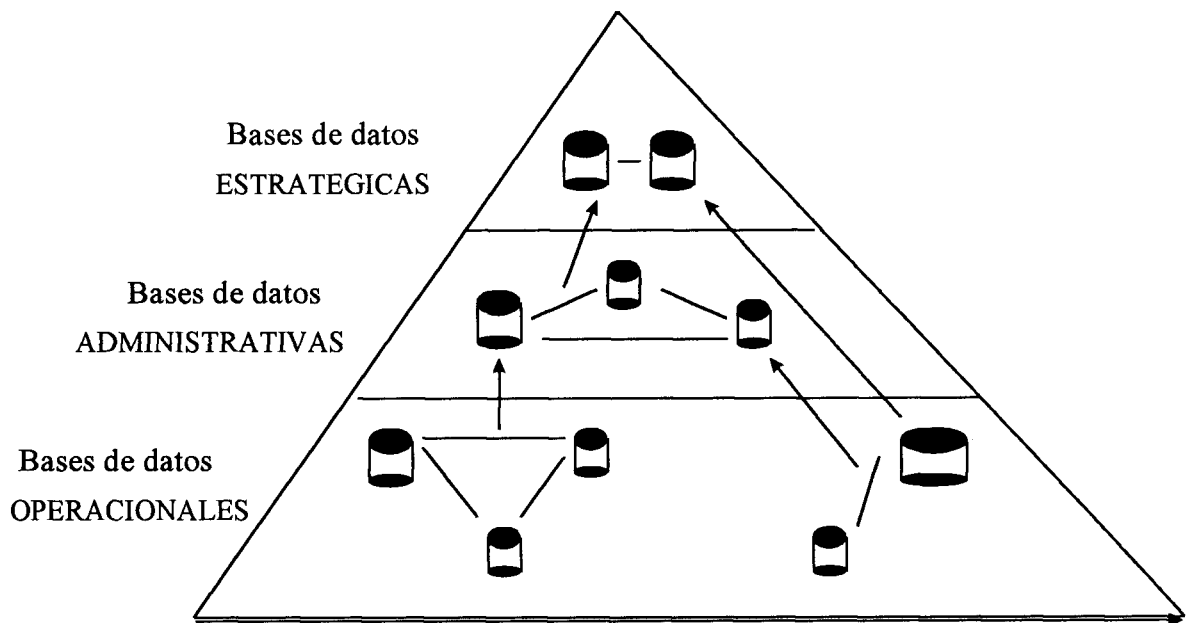 Bases de datos
ESTRATEGICAS
Bases de datos
ADMINISTRATIVAS
Bases de datos
OPERACIONALES